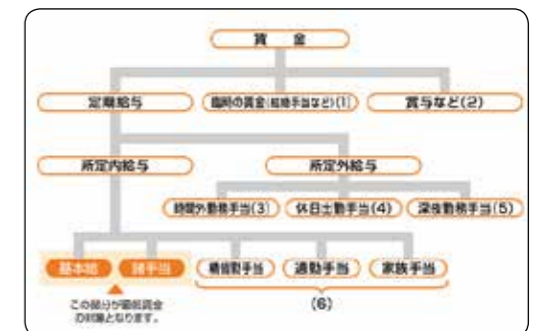 賃 金
定期給与
臨時の賃金(結婚手当など)(1)
賞与など(2)
所定内給与
所定外給与
時間外勤務手当(3)
休日出勤手当(4)
深夜勤務手当(5)
基本給
諸手当
精皆勤手当
通勤手当
家族手当
この部分が最低賃金
の対象となります。
(6)